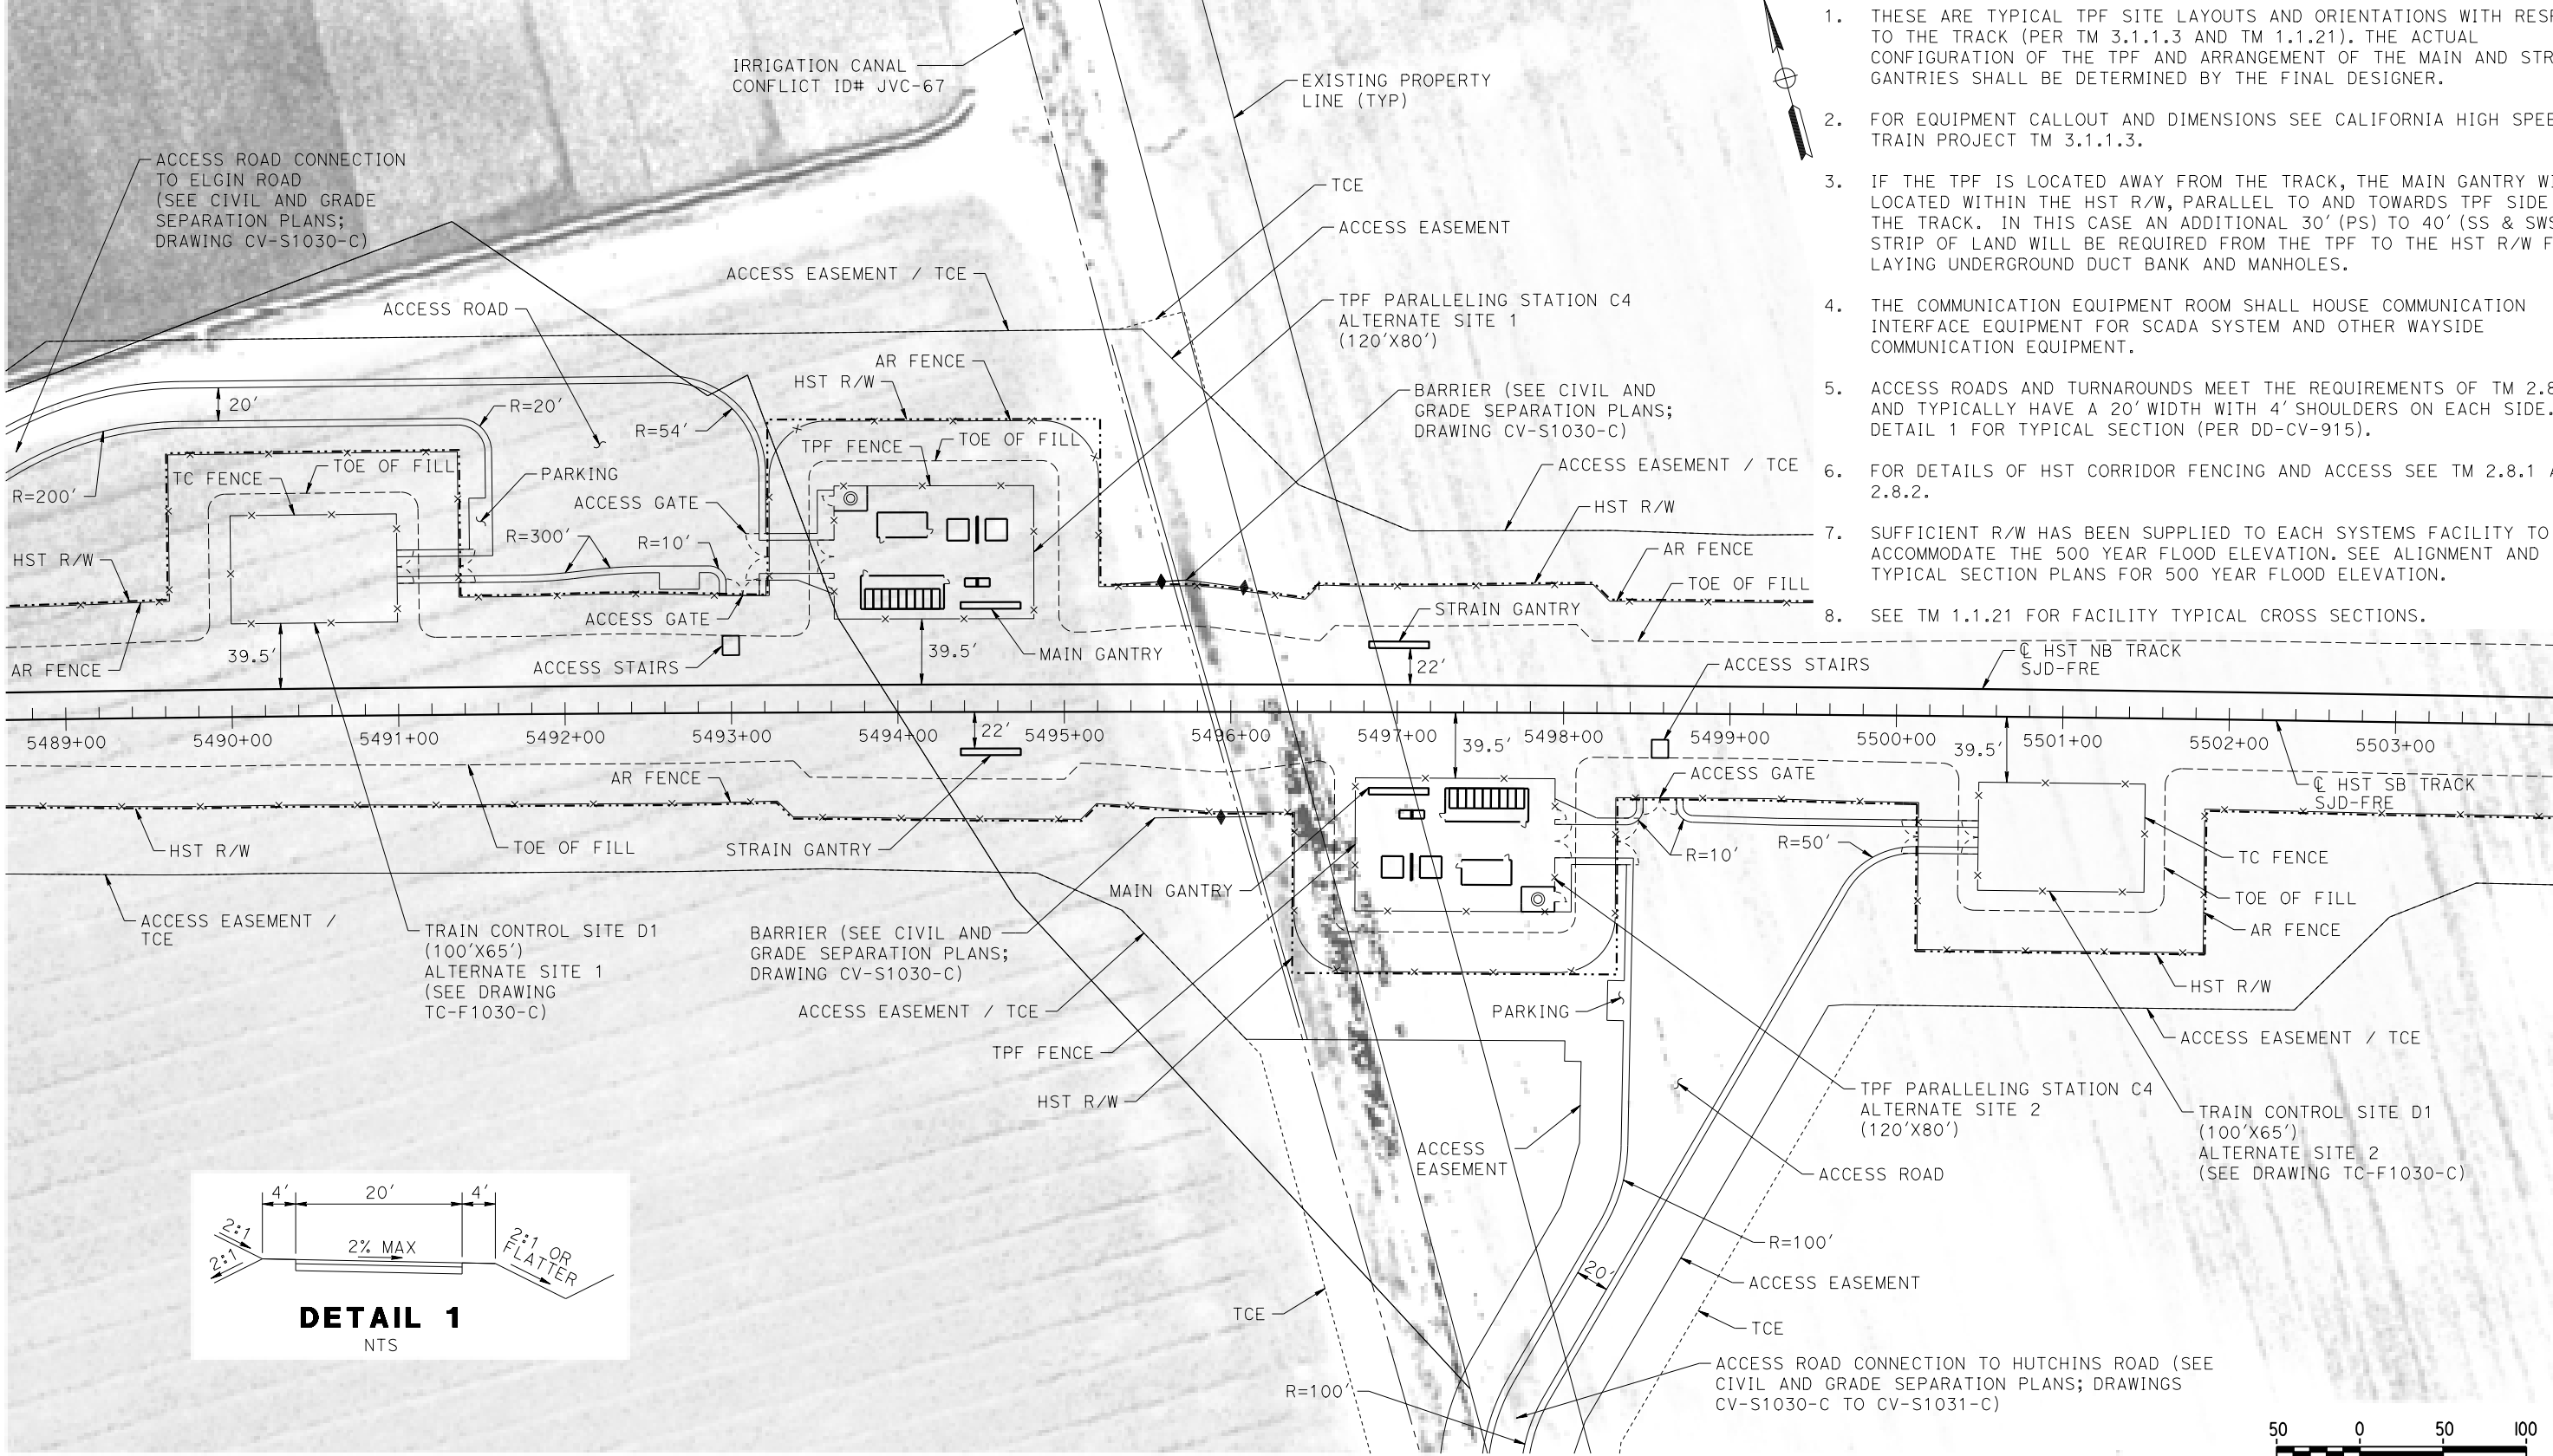 1. THESE ARE TYPICAL TPF SITE LAYOUTS AND ORIENTATIONS WITH
TO THE TRACK (PER TM 3.1.1.3 AND TM 1.1.21). THE ACTUAL
CONFIGURATION OF THE TPF AND ARRANGEMENT OF THE MAIN AND
GANTRIES SHALL BE DETERMINED BY THE FINAL DESIGNER.
2. FOR EQUIPMENT CALLOUT AND DIMENSIONS SEE CALIFORNIA HIGH
TRAIN PROJECT TM 3.1.1.3.
3. IF THE TPF IS LOCATED AWAY FROM THE TRACK, THE MAIN GANTRY
LOCATED WITHIN THE HST R/W, PARALLEL TO AND TOWARDS TPF SIDE
THE TRACK. IN THIS CASE AN ADDITIONAL 30' (PS) TO 40' (SS &
STRIP OF LAND WILL BE REQUIRED FROM THE TPF TO THE HST R/W
LAYING UNDERGROUND DUCT BANK AND MANHOLES.
4. THE COMMUNICATION EQUIPMENT ROOM SHALL HOUSE COMMUNICATION
INTERFACE EQUIPMENT FOR SCADA SYSTEM AND OTHER WAYSIDE
COMMUNICATION EQUIPMENT.
5. ACCESS ROADS AND TURNAROUNDS MEET THE REQUIREMENTS OF TM 2.8
AND TYPICALLY HAVE A 20' WIDTH WITH 4' SHOULDERS ON EACH SIDE.
DETAIL 1 FOR TYPICAL SECTION (PER DD-CV-915).
6. FOR DETAILS OF HST CORRIDOR FENCING AND ACCESS SEE TM 2.8.1
2.8.2.
7. SUFFICIENT R/W HAS BEEN SUPPLIED TO EACH SYSTEMS FACILITY TO
ACCOMMODATE THE 500 YEAR FLOOD ELEVATION. SEE ALIGNMENT AND
TYPICAL SECTION PLANS FOR 500 YEAR FLOOD ELEVATION.
8. SEE TM 1.1.21 FOR FACILITY TYPICAL CROSS SECTIONS.
IRRIGATION CANAL
CONFLICT ID# JVC-67
EXISTING PROPERTY
LINE (TYP)
ACCESS ROAD CONNECTION
TO ELGIN ROAD
(SEE CIVIL AND GRADE
SEPARATION PLANS;
DRAWING CV-S1030-C)
TCE
ACCESS EASEMENT
ACCESS EASEMENT / TCE
ACCESS ROAD
TPF PARALLELING STATION C4
ALTERNATE SITE 1
(120'X80')
AR FENCE
HST R/W
BARRIER (SEE CIVIL AND
GRADE SEPARATION PLANS;
DRAWING CV-S1030-C)
20'
R=20'
R=54'
TPF FENCE
TOE OF FILL
TC FENCE
TOE OF FILL
PARKING
ACCESS EASEMENT / TCE
R=200'
ACCESS GATE
HST R/W
R=300'
R=10'
HST R/W
AR FENCE
TOE OF FILL
STRAIN GANTRY
ACCESS GATE
AR FENCE
39.5'
ACCESS STAIRS
39.5'
MAIN GANTRY
22'
ACCESS STAIRS
℄ HST NB TRACK
SJD-FRE
5489+00
5490+00
5491+00
5492+00
5493+00
5494+00
22'
5495+00
5496+00
5497+00
39.5'
5498+00
5499+00
5500+00
39.5'
5501+00
5502+00
5503+00
AR FENCE
ACCESS GATE
℄ HST SB TRACK
SJD-FRE
HST R/W
TOE OF FILL
STRAIN GANTRY
R=10'
R=50'
TC FENCE
MAIN GANTRY
TOE OF FILL
ACCESS EASEMENT /
TCE
TRAIN CONTROL SITE D1
(100'X65')
ALTERNATE SITE 1
(SEE DRAWING
TC-F1030-C)
BARRIER (SEE CIVIL AND
GRADE SEPARATION PLANS;
DRAWING CV-S1030-C)
AR FENCE
HST R/W
ACCESS EASEMENT / TCE
PARKING
ACCESS EASEMENT / TCE
TPF FENCE
HST R/W
TPF PARALLELING STATION C4
ALTERNATE SITE 2
(120'X80')
TRAIN CONTROL SITE D1
(100'X65')
ALTERNATE SITE 2
(SEE DRAWING TC-F1030-C)
ACCESS
EASEMENT
ACCESS ROAD
4'
20'
4'
2:1
2:1
2% MAX
2:1 OR
FLATTER
DETAIL 1
NTS
R=100'
20'
ACCESS EASEMENT
TCE
TCE
ACCESS ROAD CONNECTION TO HUTCHINS ROAD (SEE
CIVIL AND GRADE SEPARATION PLANS; DRAWINGS
CV-S1030-C TO CV-S1031-C)
R=100'
50
0
50
100